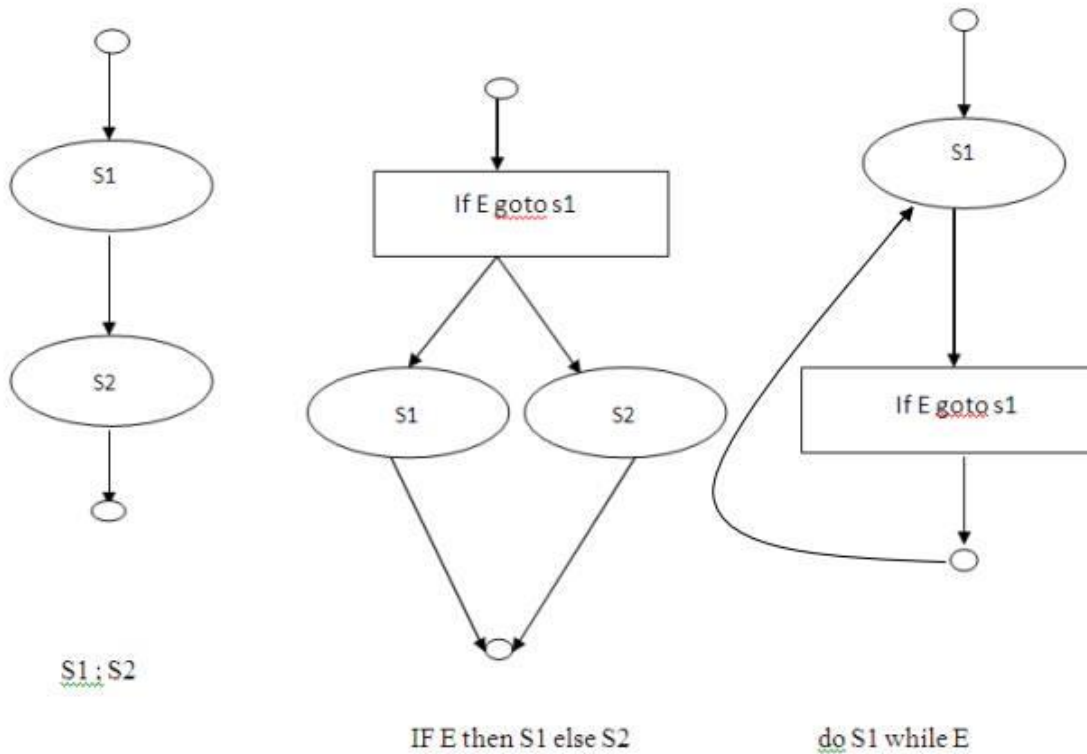 S1
S2
S1 ; S2
If E goto s1
S1
S2
IF E then S1 else S2
S1
If E goto s1
do S1 while E